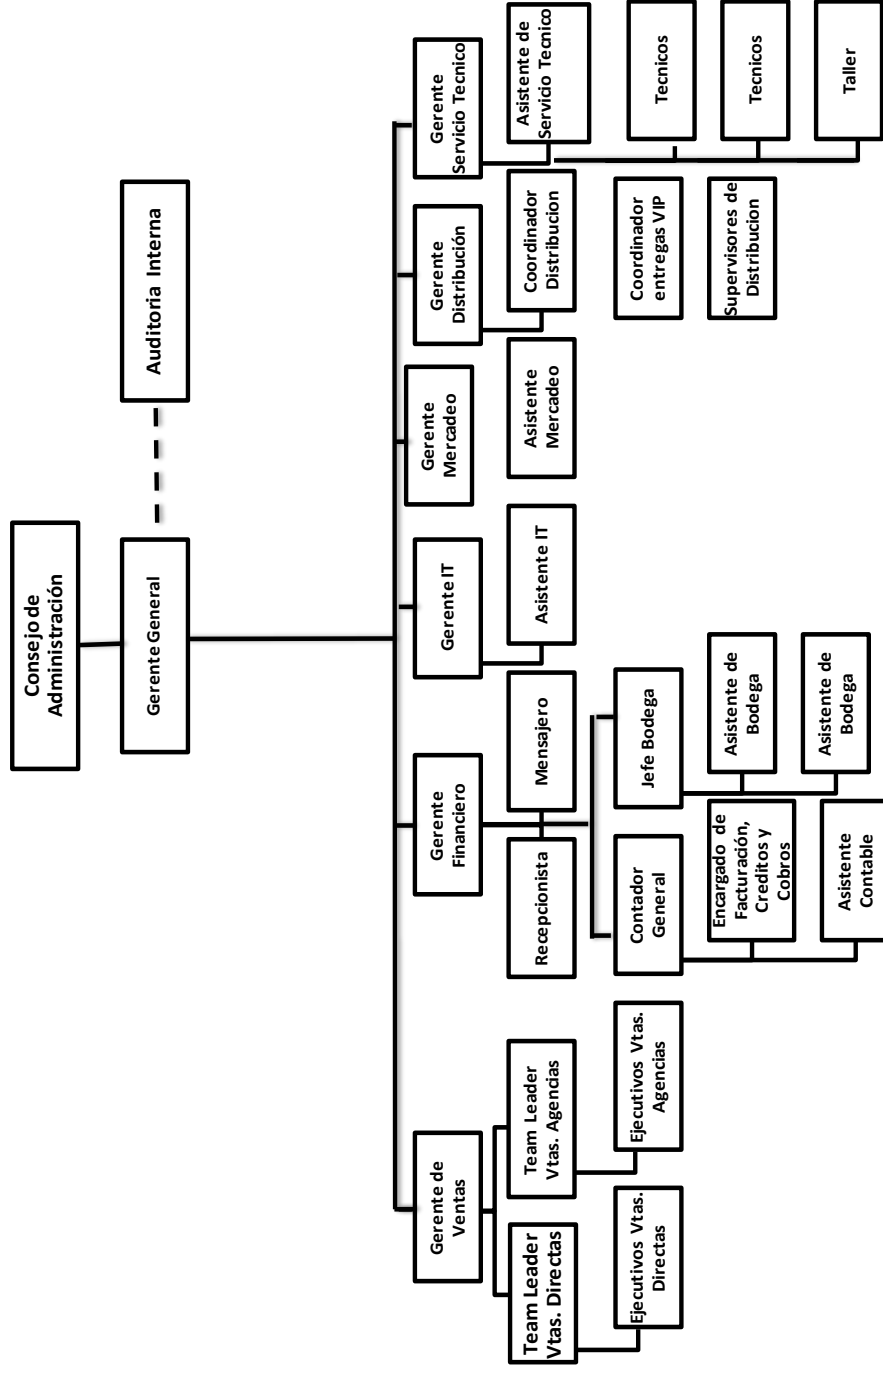 Consejo de
Administración
Gerente General
Auditoria Interna
Gerente de
Ventas
Gerente
Financiero
Gerente IT
Gerente
Mercadeo
Gerente
Distribución
Gerente
Servicio Tecnico
Team Leader
Vtas. Directas
Team Leader
Vtas. Agencias
Recepcionista
Mensajero
Asistente IT
Asistente
Mercadeo
Coordinador
Distribucion
Asistente de
Servicio Tecnico
Ejecutivos Vtas.
Directas
Ejecutivos Vtas.
Agencias
Contador
General
Jefe Bodega
Coordinador
entregas VIP
Tecnicos
Encargado de
Facturación,
Creditos y
Cobros
Asistente de
Bodega
Supervisores de
Distribucion
Tecnicos
Asistente
Contable
Asistente de
Bodega
Taller